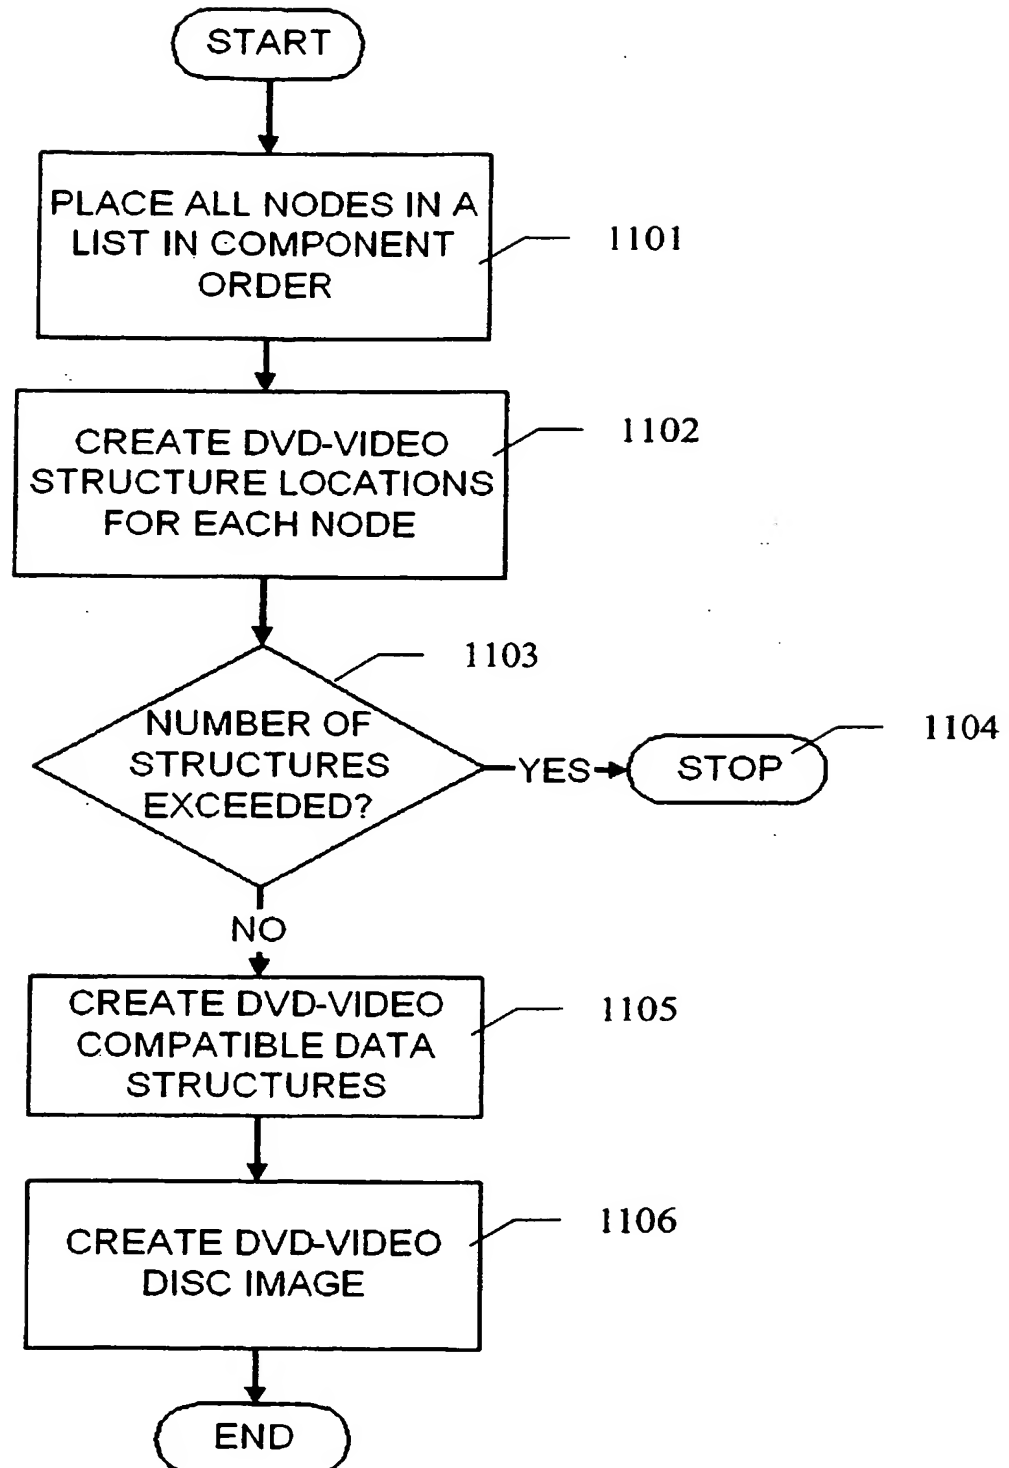 START
PLACE ALL NODES IN A
LIST IN COMPONENT
ORDER
1101
CREATE DVD-VIDEO
STRUCTURE LOCATIONS
FOR EACH NODE
1102
1103
NUMBER OF
STRUCTURES
EXCEEDED?
YES
STOP
1104
NO
CREATE DVD-VIDEO
COMPATIBLE DATA
STRUCTURES
1105
CREATE DVD-VIDEO
DISC IMAGE
1106
END